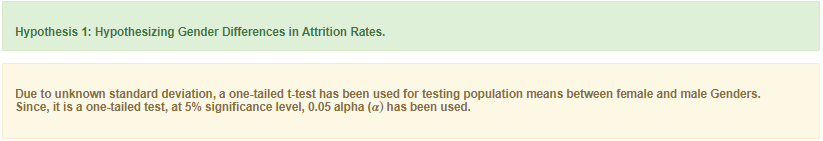 Hypothesis 1: Hypothesizing Gender Differences in Attrition Rates.
Due to unknown standard deviation, a one-tailed t-test has been used for testing population means between female and male Genders.
Since, it is a one-tailed test, at 5% significance level, 0.05 alpha (α) has been used.